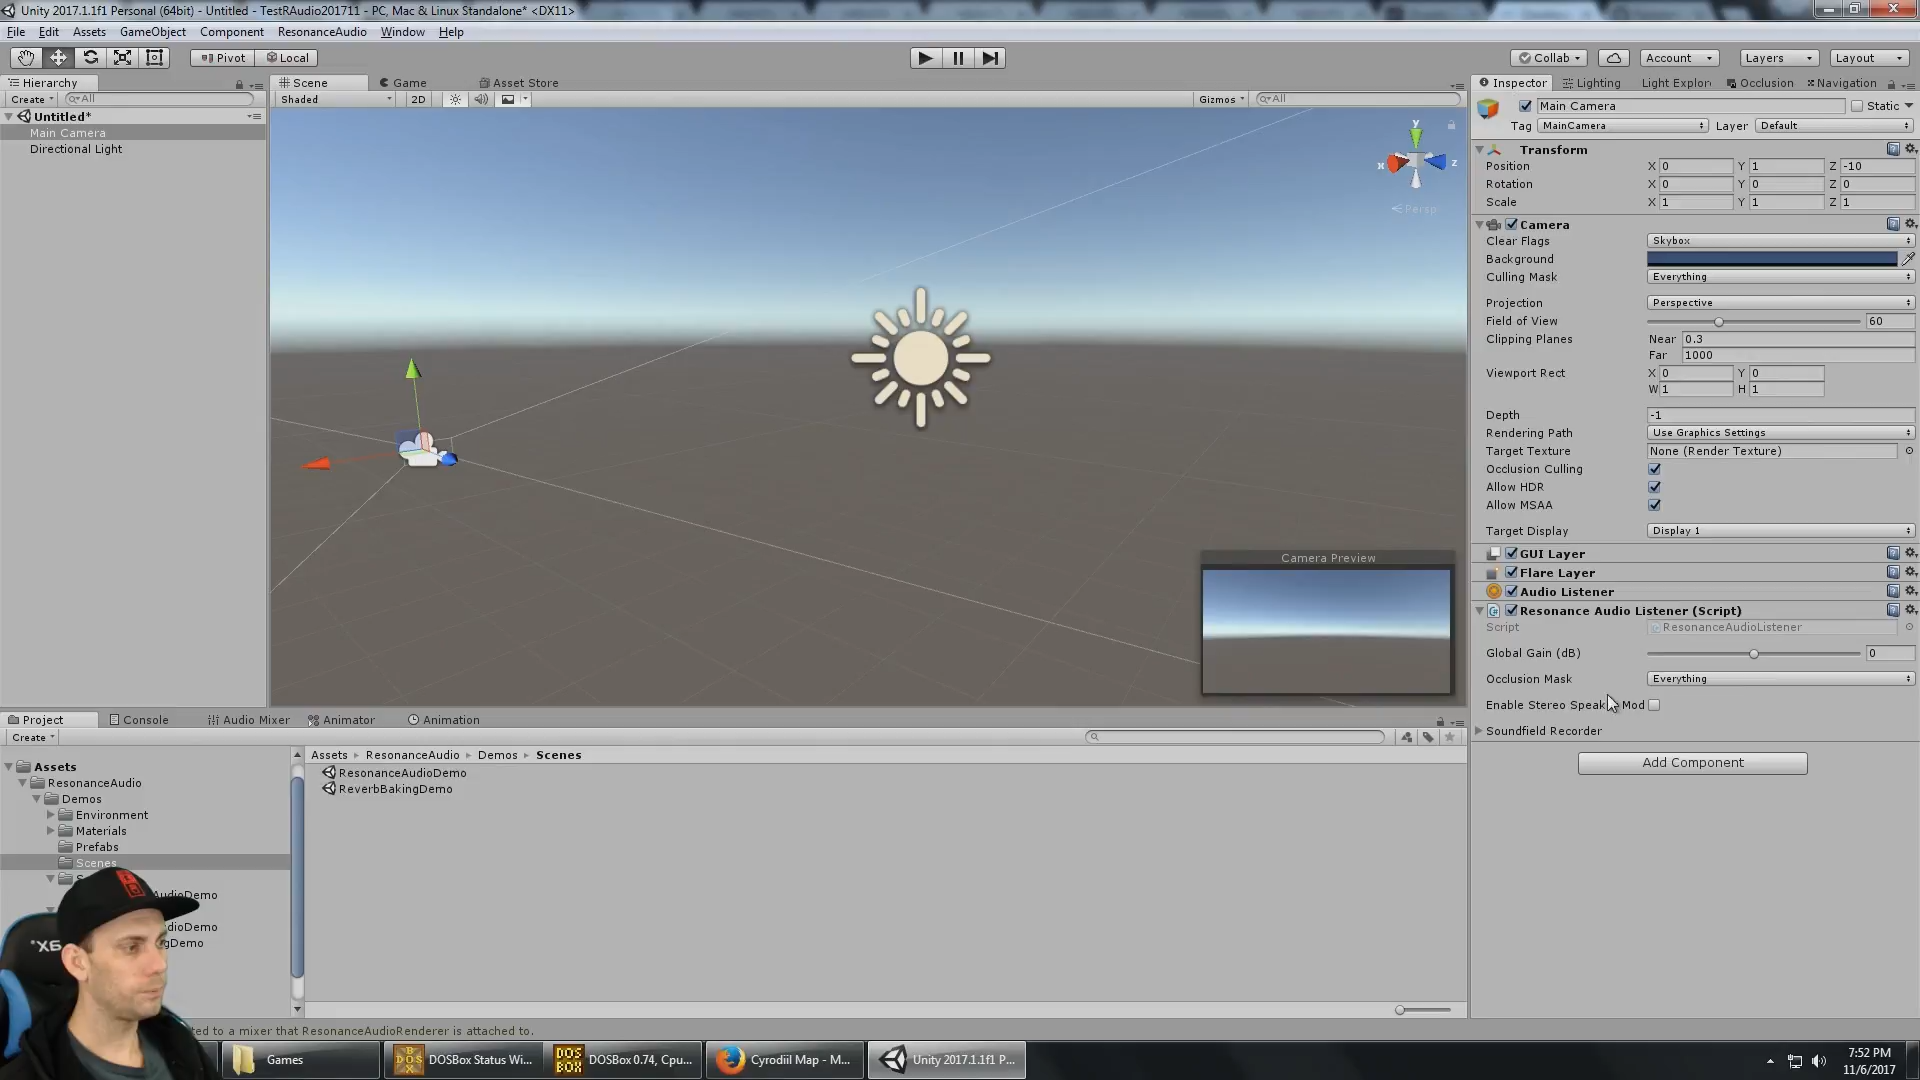 Unity 2017.1.1f1 Personal (64bit) - Untitled - TestRAudio201711 - PC, Mac & Linux Standalone* <DX11>
File Edit Assets GameObject Component ResonanceAudio Window Help
Pivot Local Collab Account Layers Layout
Hierarchy Scene Game Asset Store Inspector Lighting Light Explor Occlusion Navigation
Create All Shaded 2D Gizmos All
Untitled*
Main Camera
Directional Light
y
x
z
Persp
Camera Preview
Main Camera Static
Tag MainCamera Layer Default
Transform
Position X 0 Y 1 Z -10
Rotation X 0 Y 0 Z 0
Scale X 1 Y 1 Z 1
Camera
Clear Flags Skybox
Background
Culling Mask Everything
Projection Perspective
Field of View 60
Clipping Planes Near 0.3
Far 1000
Viewport Rect X 0 Y 0
W 1 H 1
Depth -1
Rendering Path Use Graphics Settings
Target Texture None (Render Texture)
Occlusion Culling
Allow HDR
Allow MSAA
Target Display Display 1
GUI Layer
Flare Layer
Audio Listener
Resonance Audio Listener (Script)
Script ResonanceAudioListener
Global Gain (dB) 0
Occlusion Mask Everything
Enable Stereo Speak Mod
Soundfield Recorder
Add Component
Project Console Audio Mixer Animator Animation
Create
Assets
ResonanceAudio
Demos
Environment
Materials
Prefabs
Scenes
S
AudioDemo
dioDemo
gDemo
Assets ResonanceAudio Demos Scenes
ResonanceAudioDemo
ReverbBakingDemo
ted to a mixer that ResonanceAudioRenderer is attached to.
Games DOSBox Status Wi... DOSBox 0.74, Cpu... Cyrodiil Map - M... Unity 2017.1.1f1 P...
7:52 PM
11/6/2017